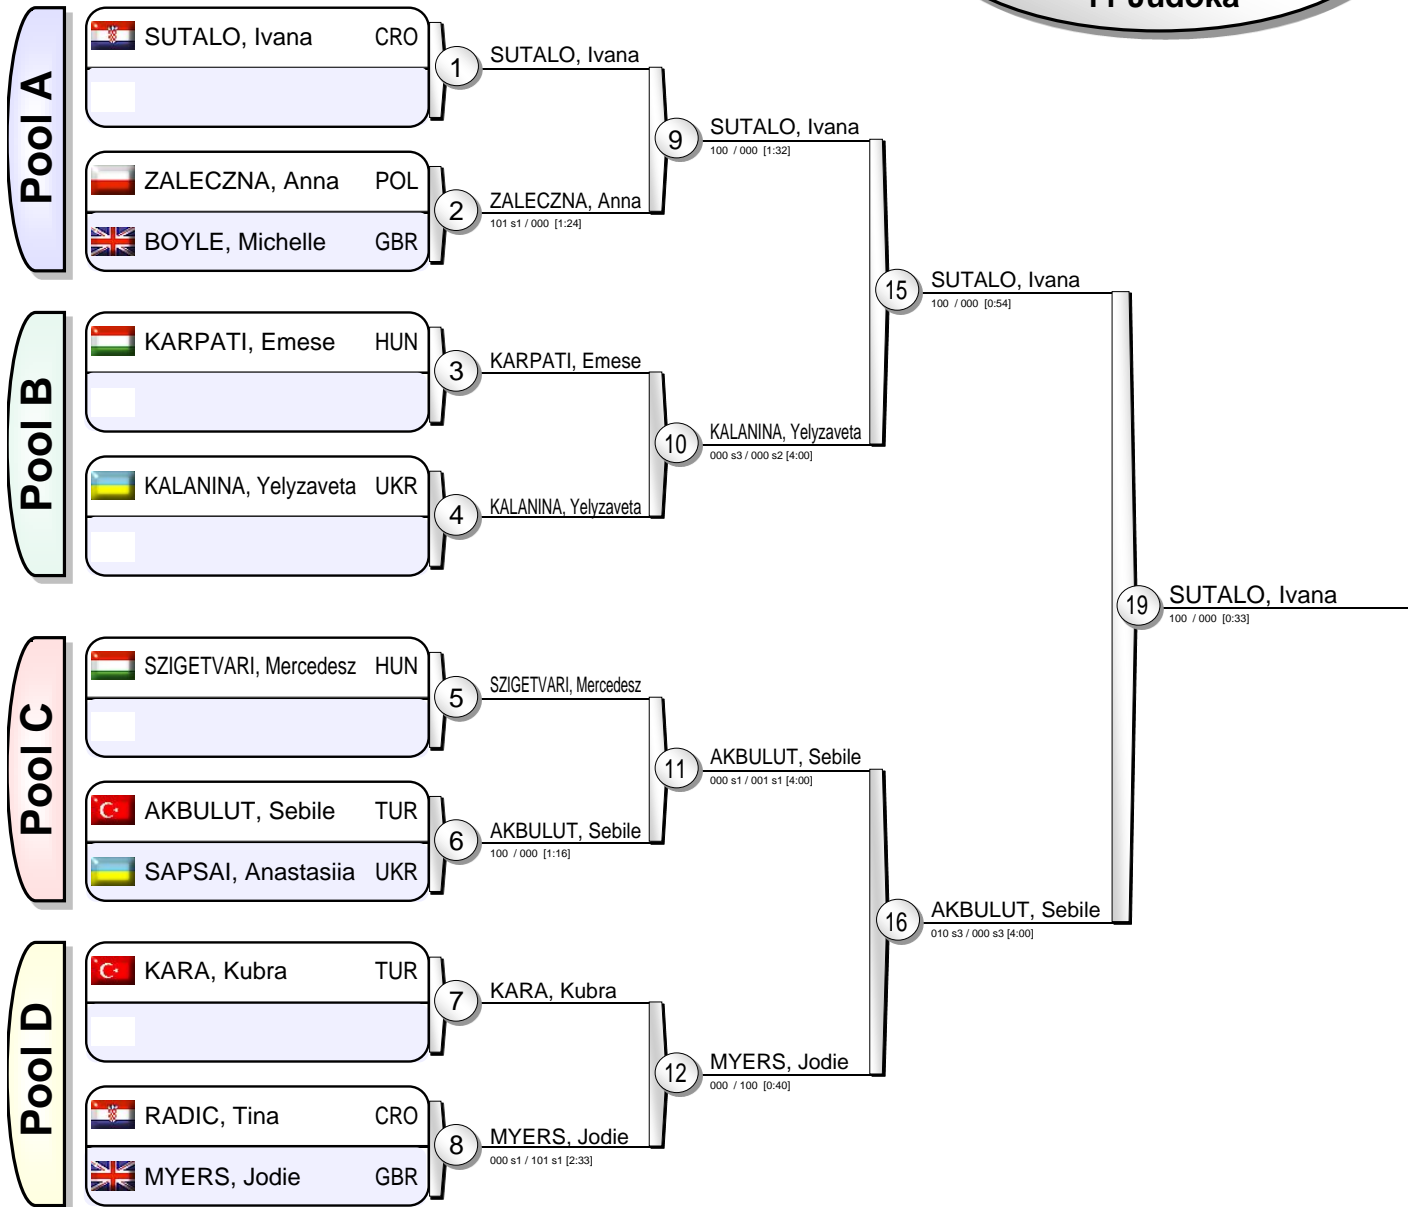 11 Judoka
Pool A
SUTALO, Ivana CRO
ZALECZNA, Anna POL
BOYLE, Michelle GBR
1
SUTALO, Ivana
2
ZALECZNA, Anna
101 s1 / 000 [1:24]
9
SUTALO, Ivana
100 / 000 [1:32]
Pool B
KARPATI, Emese HUN
KALANINA, Yelyzaveta UKR
3
KARPATI, Emese
4
KALANINA, Yelyzaveta
10
KALANINA, Yelyzaveta
000 s3 / 000 s2 [4:00]
15
SUTALO, Ivana
100 / 000 [0:54]
Pool C
SZIGETVARI, Mercedesz HUN
AKBULUT, Sebile TUR
SAPSAI, Anastasiia UKR
5
SZIGETVARI, Mercedesz
6
AKBULUT, Sebile
100 / 000 [1:16]
11
AKBULUT, Sebile
000 s1 / 001 s1 [4:00]
Pool D
KARA, Kubra TUR
RADIC, Tina CRO
MYERS, Jodie GBR
7
KARA, Kubra
8
MYERS, Jodie
000 s1 / 101 s1 [2:33]
12
MYERS, Jodie
000 / 100 [0:40]
16
AKBULUT, Sebile
010 s3 / 000 s3 [4:00]
19
SUTALO, Ivana
100 / 000 [0:33]